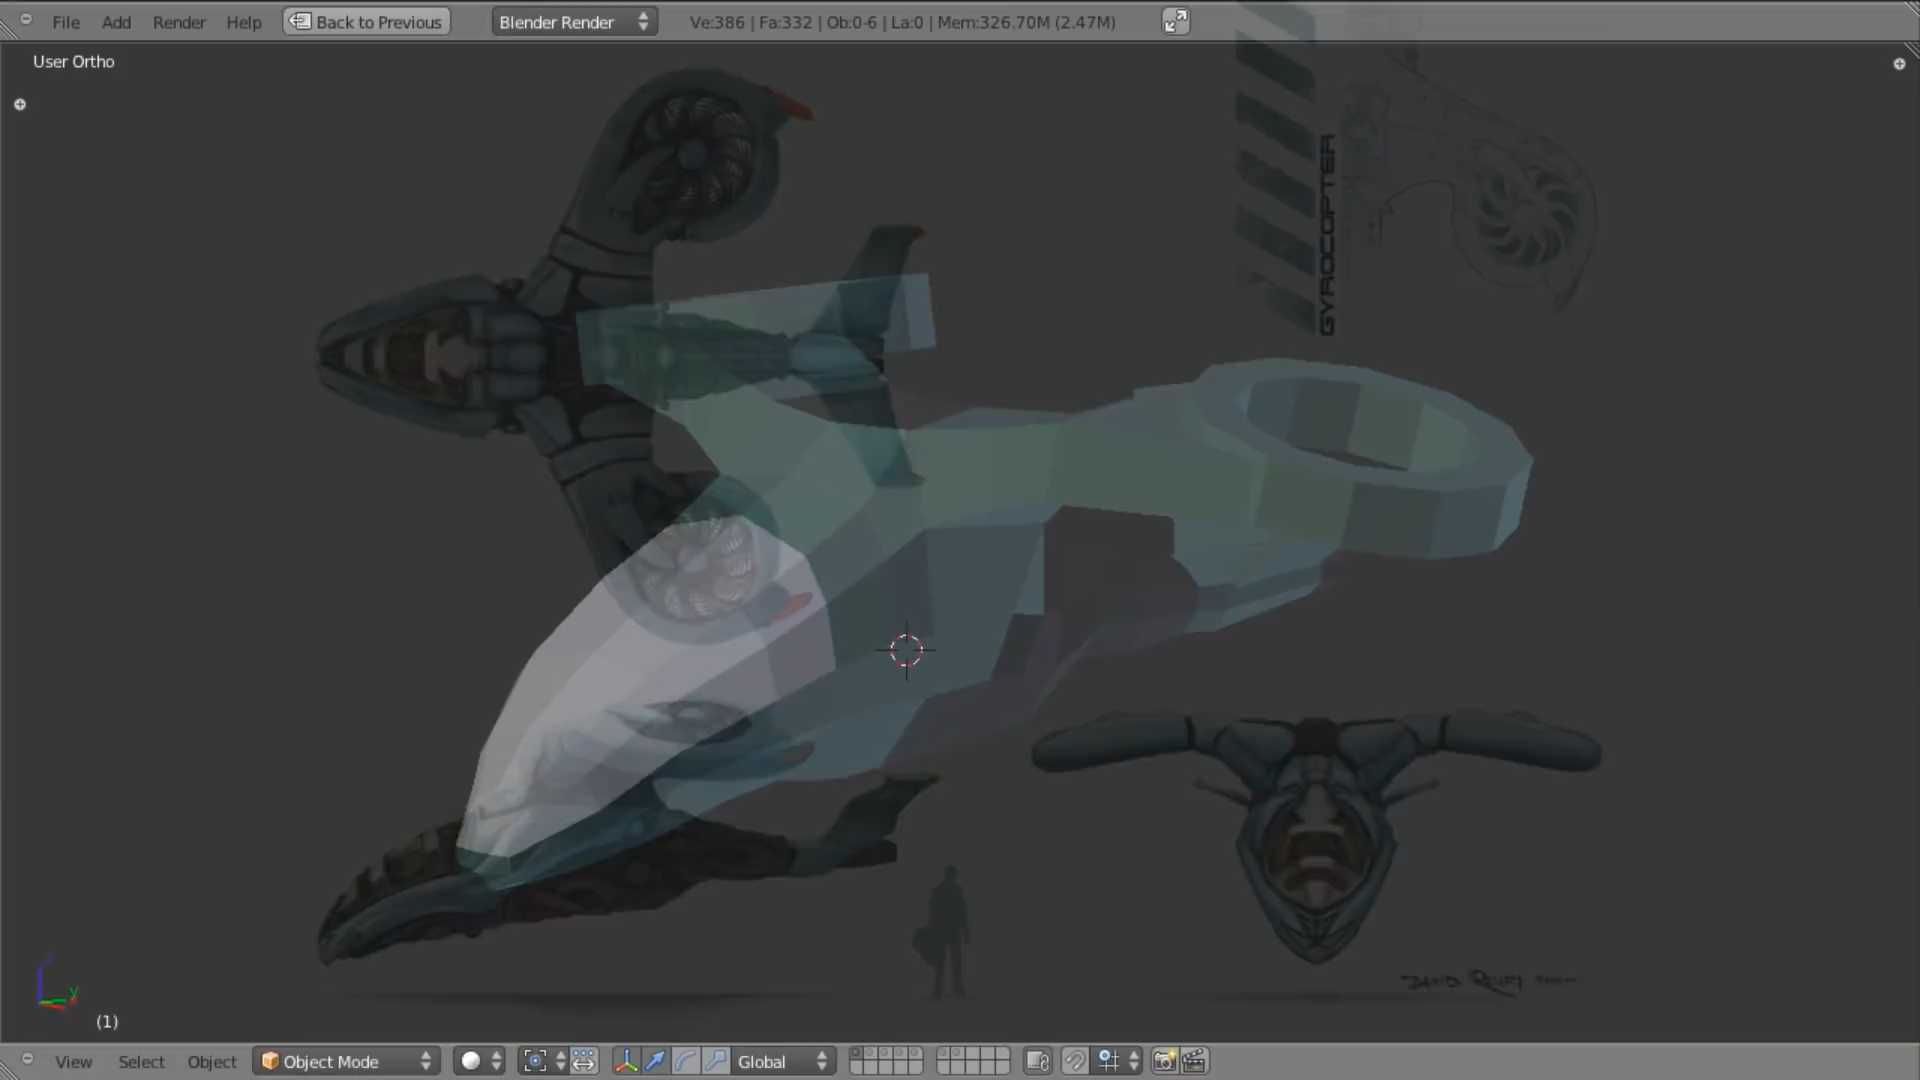 File Add Render Help Back to Previous Blender Render Ve:386 | Fa:332 | Ob:0-6 | La:0 | Mem:326.70M (2.47M)
User Ortho
GYROCOPTER
DAVID
z
y
(1)
View Select Object Object Mode Global